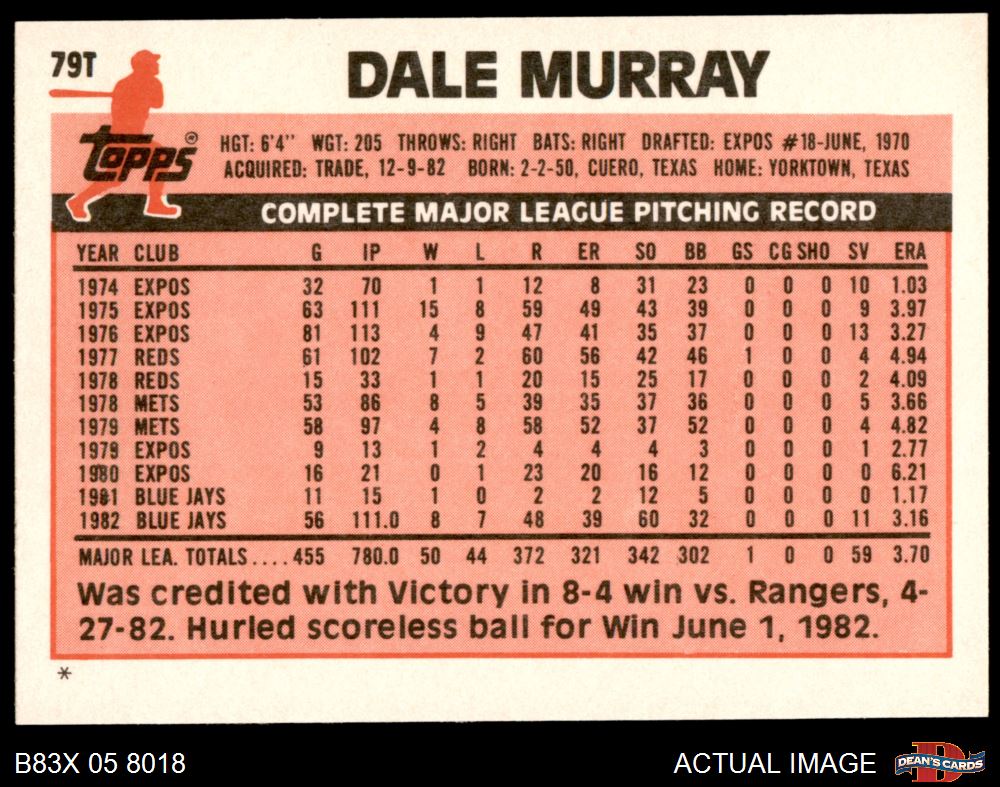 79T
DALE MURRAY
topps®
HGT: 6'4" WGT: 205 THROWS: RIGHT BATS: RIGHT DRAFTED: EXPOS #18-JUNE, 1970
ACQUIRED: TRADE, 12-9-82 BORN: 2-2-50, CUERO, TEXAS HOME: YORKTOWN, TEXAS
COMPLETE MAJOR LEAGUE PITCHING RECORD
YEAR CLUB G IP W L R ER SO BB GS CG SHO SV ERA
1974 EXPOS 32 70 1 1 12 8 31 23 0 0 0 10 1.03
1975 EXPOS 63 111 15 8 59 49 43 39 0 0 0 9 3.97
1976 EXPOS 81 113 4 9 47 41 35 37 0 0 0 13 3.27
1977 REDS 61 102 7 2 60 56 42 46 1 0 0 4 4.94
1978 REDS 15 33 1 1 20 15 25 17 0 0 0 2 4.09
1978 METS 53 86 8 5 39 35 37 36 0 0 0 5 3.66
1979 METS 58 97 4 8 58 52 37 52 0 0 0 4 4.82
1979 EXPOS 9 13 1 2 4 4 4 3 0 0 0 1 2.77
1980 EXPOS 16 21 0 1 23 20 16 12 0 0 0 0 6.21
1981 BLUE JAYS 11 15 1 0 2 2 12 5 0 0 0 0 1.17
1982 BLUE JAYS 56 111.0 8 7 48 39 60 32 0 0 0 11 3.16
MAJOR LEA. TOTALS....455 780.0 50 44 372 321 342 302 1 0 0 59 3.70
Was credited with Victory in 8-4 win vs. Rangers, 4-
27-82. Hurled scoreless ball for Win June 1, 1982.
*
B83X 05 8018 ACTUAL IMAGE
DEAN'S CARDS